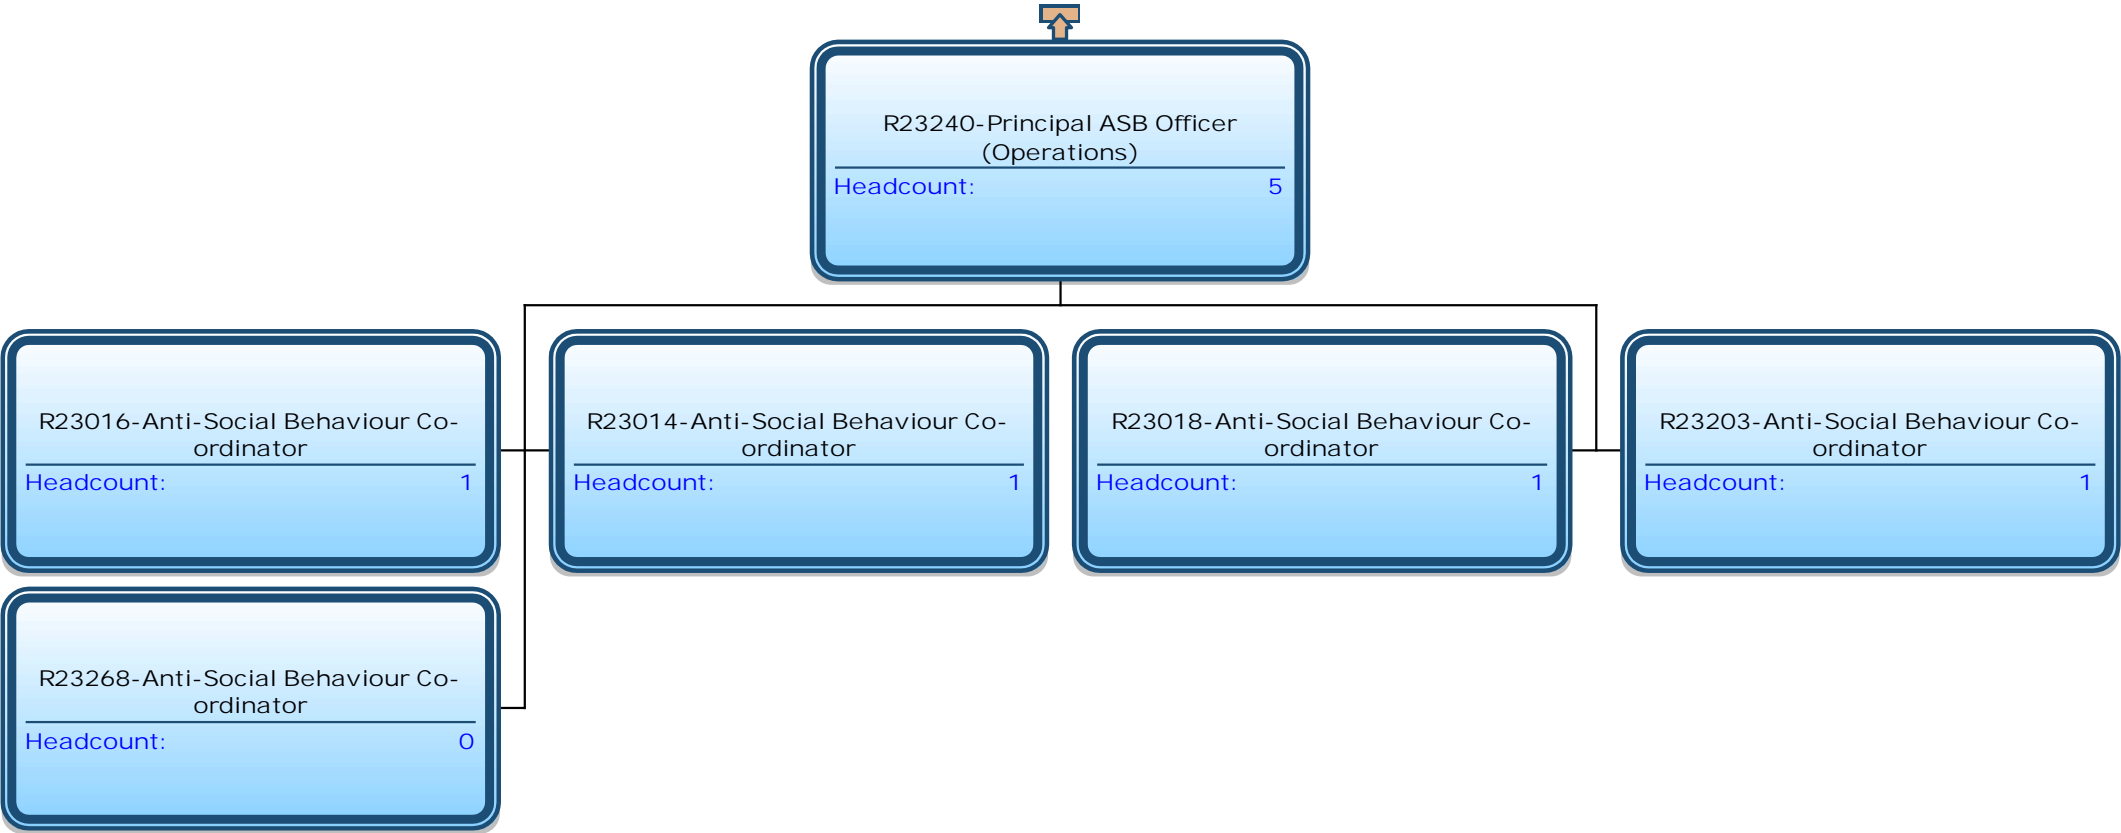 R23240-Principal ASB Officer
(Operations)
Headcount: 5
R23016-Anti-Social Behaviour Co-
ordinator
Headcount: 1
R23014-Anti-Social Behaviour Co-
ordinator
Headcount: 1
R23018-Anti-Social Behaviour Co-
ordinator
Headcount: 1
R23203-Anti-Social Behaviour Co-
ordinator
Headcount: 1
R23268-Anti-Social Behaviour Co-
ordinator
Headcount: 0